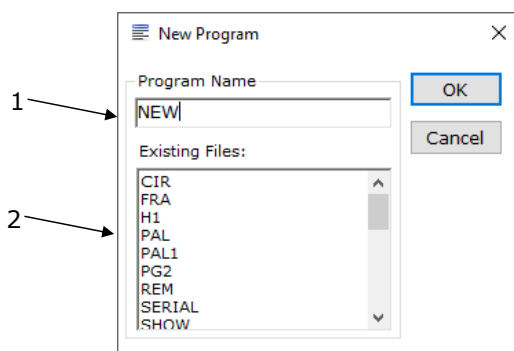 New Program
Program Name
1
NEW
OK
Cancel
Existing Files:
2
CIR
FRA
H1
PAL
PAL1
PG2
REM
SERIAL
SHOW